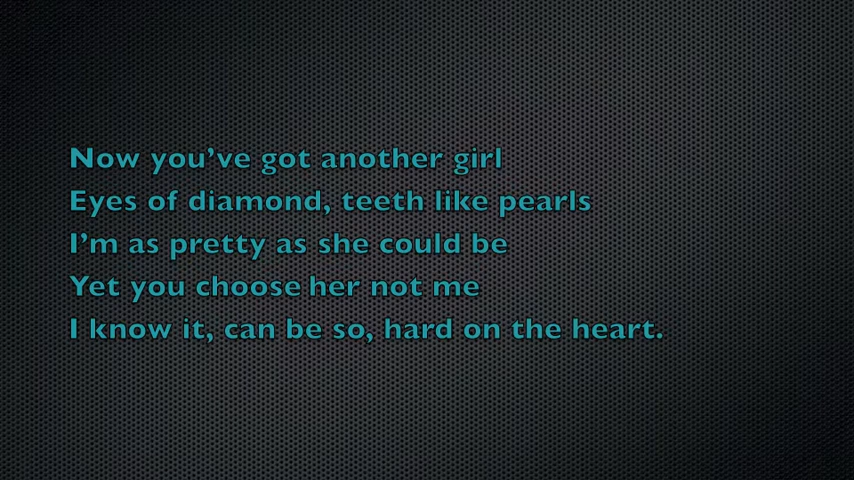 Now you’ve got another girl
Eyes of diamond, teeth like pearls
I’m as pretty as she could be
Yet you choose her not me
I know it, can be so, hard on the heart.